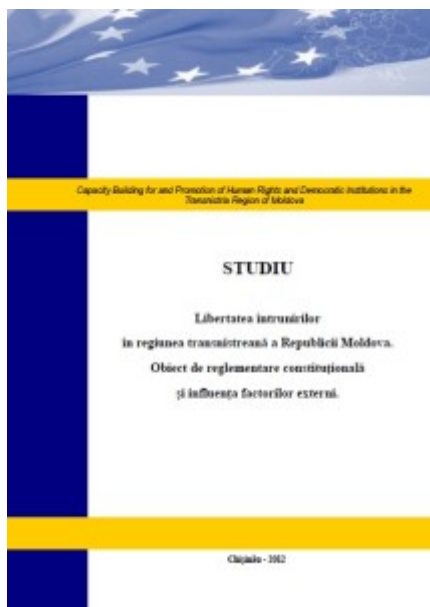 Capacity Building for and Promotion of Human Rights and Democratic Institutions in the
Transnistria Region of Moldova
STUDIU
Libertatea întrunirilor
în regiunea transnistreană a Republicii Moldova.
Obiect de reglementare constituțională
și influența factorilor externi.
Chișinău - 2012